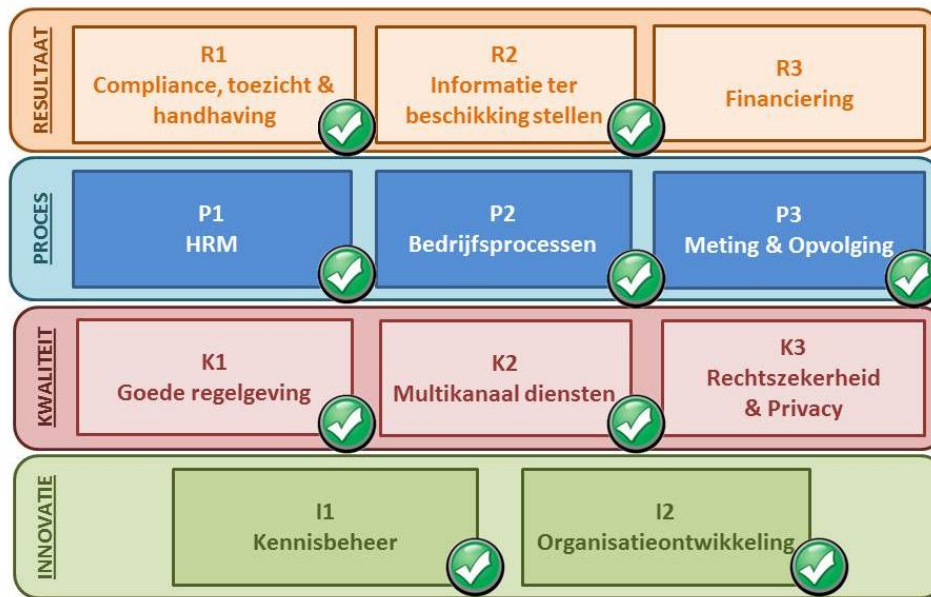 RESULTAAT
R1
Compliance, toezicht &
handhaving
R2
Informatie ter
beschikking stellen
R3
Financiering
PROCES
P1
HRM
P2
Bedrijfsprocessen
P3
Meting & Opvolging
KWALITEIT
K1
Goede regelgeving
K2
Multikanaal diensten
K3
Rechtszekerheid
& Privacy
INNOVATIE
I1
Kennisbeheer
I2
Organisatieontwikkeling